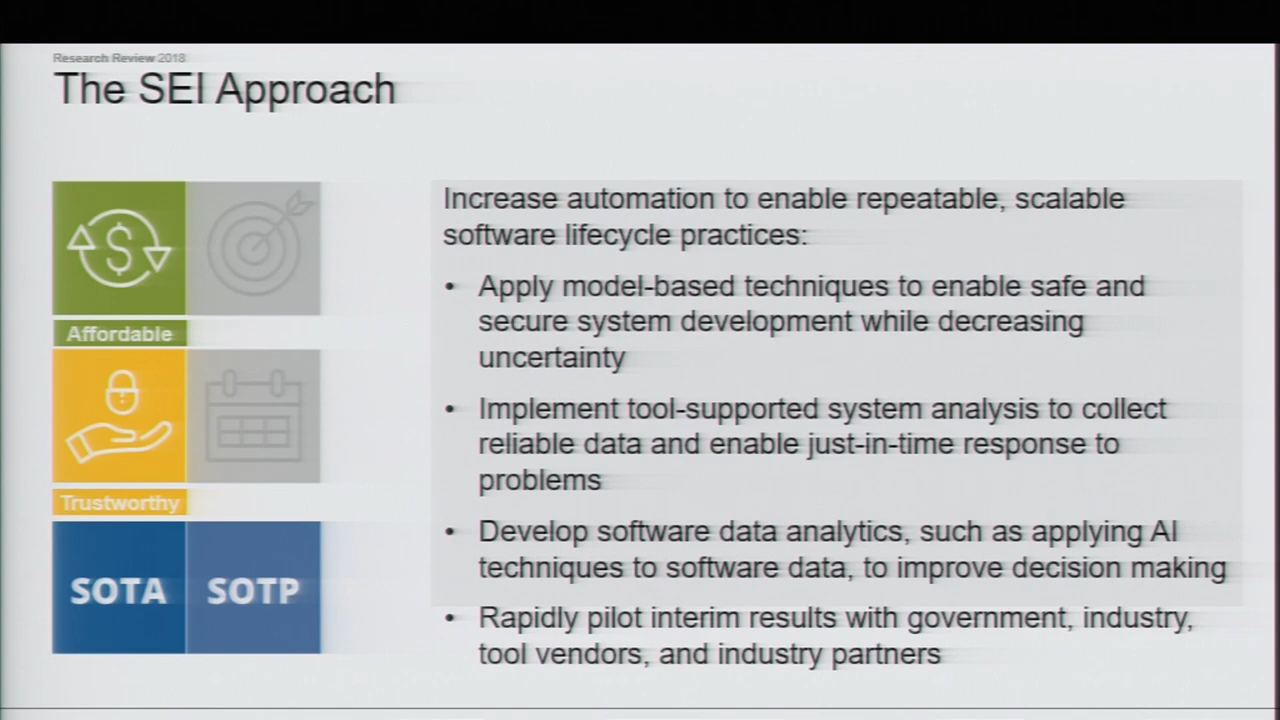 Research Review 2018
The SEI Approach
Affordable
Trustworthy
SOTA SOTP
Increase automation to enable repeatable, scalable
software lifecycle practices:
• Apply model-based techniques to enable safe and
secure system development while decreasing
uncertainty
• Implement tool-supported system analysis to collect
reliable data and enable just-in-time response to
problems
• Develop software data analytics, such as applying AI
techniques to software data, to improve decision making
• Rapidly pilot interim results with government, industry,
tool vendors, and industry partners